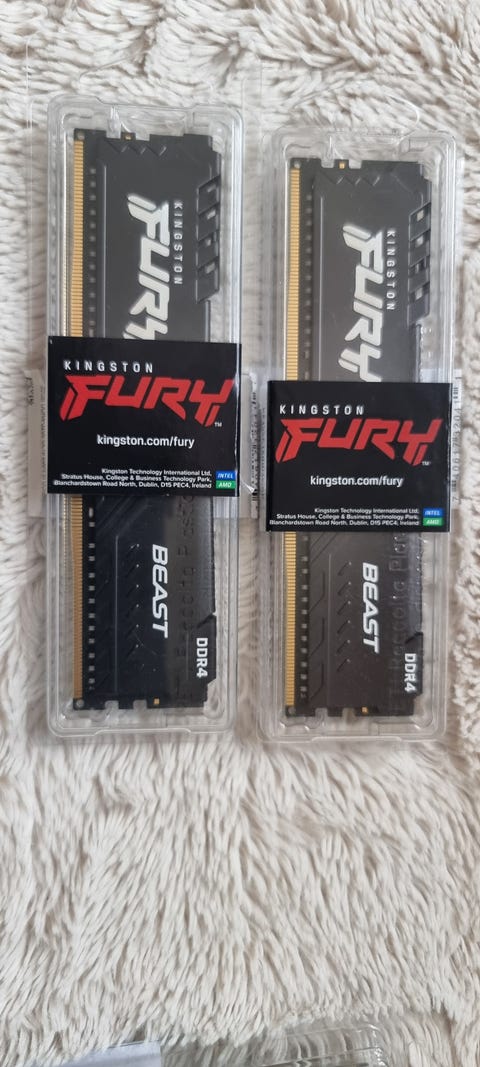 KINGSTON
FURY
KINGSTON
FURY™
kingston.com/fury
Kingston Technology International Ltd,
Stratus House, College & Business Technology Park,
Blanchardstown Road North, Dublin, D15 PEC4, Ireland
INTEL
AMD
BEAST
DDR4
KINGSTON
FURY
KINGSTON
FURY™
kingston.com/fury
Kingston Technology International Ltd,
Stratus House, College & Business Technology Park,
Blanchardstown Road North, Dublin, D15 PEC4, Ireland
INTEL
AMD
BEAST
DDR4